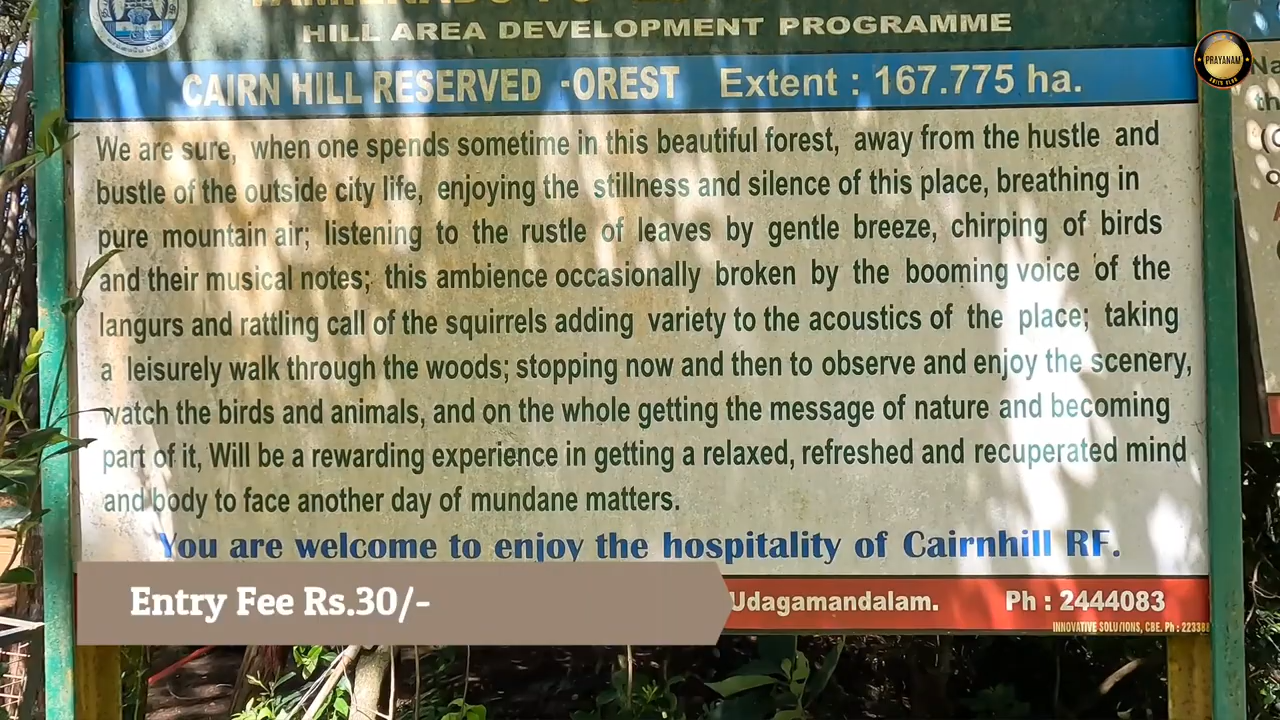 HILL AREA DEVELOPMENT PROGRAMME
CAIRN HILL RESERVED -OREST Extent : 167.775 ha.
We are sure, when one spends sometime in this beautiful forest, away from the hustle and
bustle of the outside city life, enjoying the stillness and silence of this place, breathing in
pure mountain air; listening to the rustle of leaves by gentle breeze, chirping of birds
and their musical notes; this ambience occasionally broken by the booming voice of the
langurs and rattling call of the squirrels adding variety to the acoustics of the place; taking
a leisurely walk through the woods; stopping now and then to observe and enjoy the scenery,
watch the birds and animals, and on the whole getting the message of nature and becoming
part of it, Will be a rewarding experience in getting a relaxed, refreshed and recuperated mind
and body to face another day of mundane matters.
You are welcome to enjoy the hospitality of Cairnhill RF.
Entry Fee Rs.30/-
Udagamandalam. Ph : 2444083
INNOVATIVE SOLUTIONS, CBE. Ph :
PRAYANAM